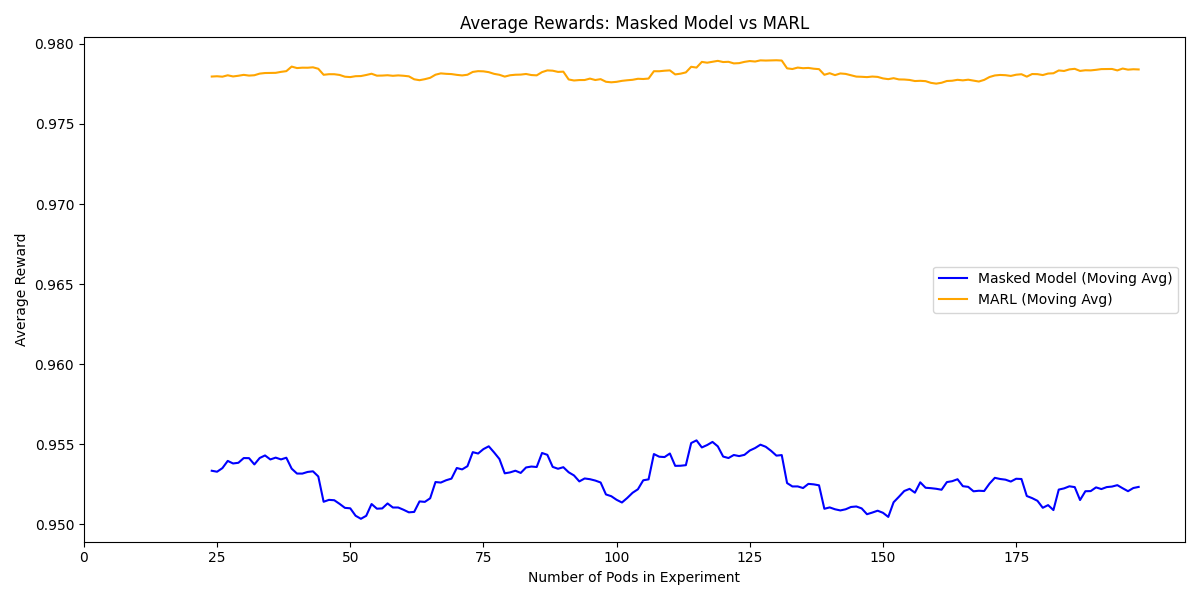 Average Rewards: Masked Model vs MARL
0.980
0.975
0.970
0.965
0.960
0.955
0.950
Average Reward
Masked Model (Moving Avg)
MARL (Moving Avg)
0 25 50 75 100 125 150 175
Number of Pods in Experiment